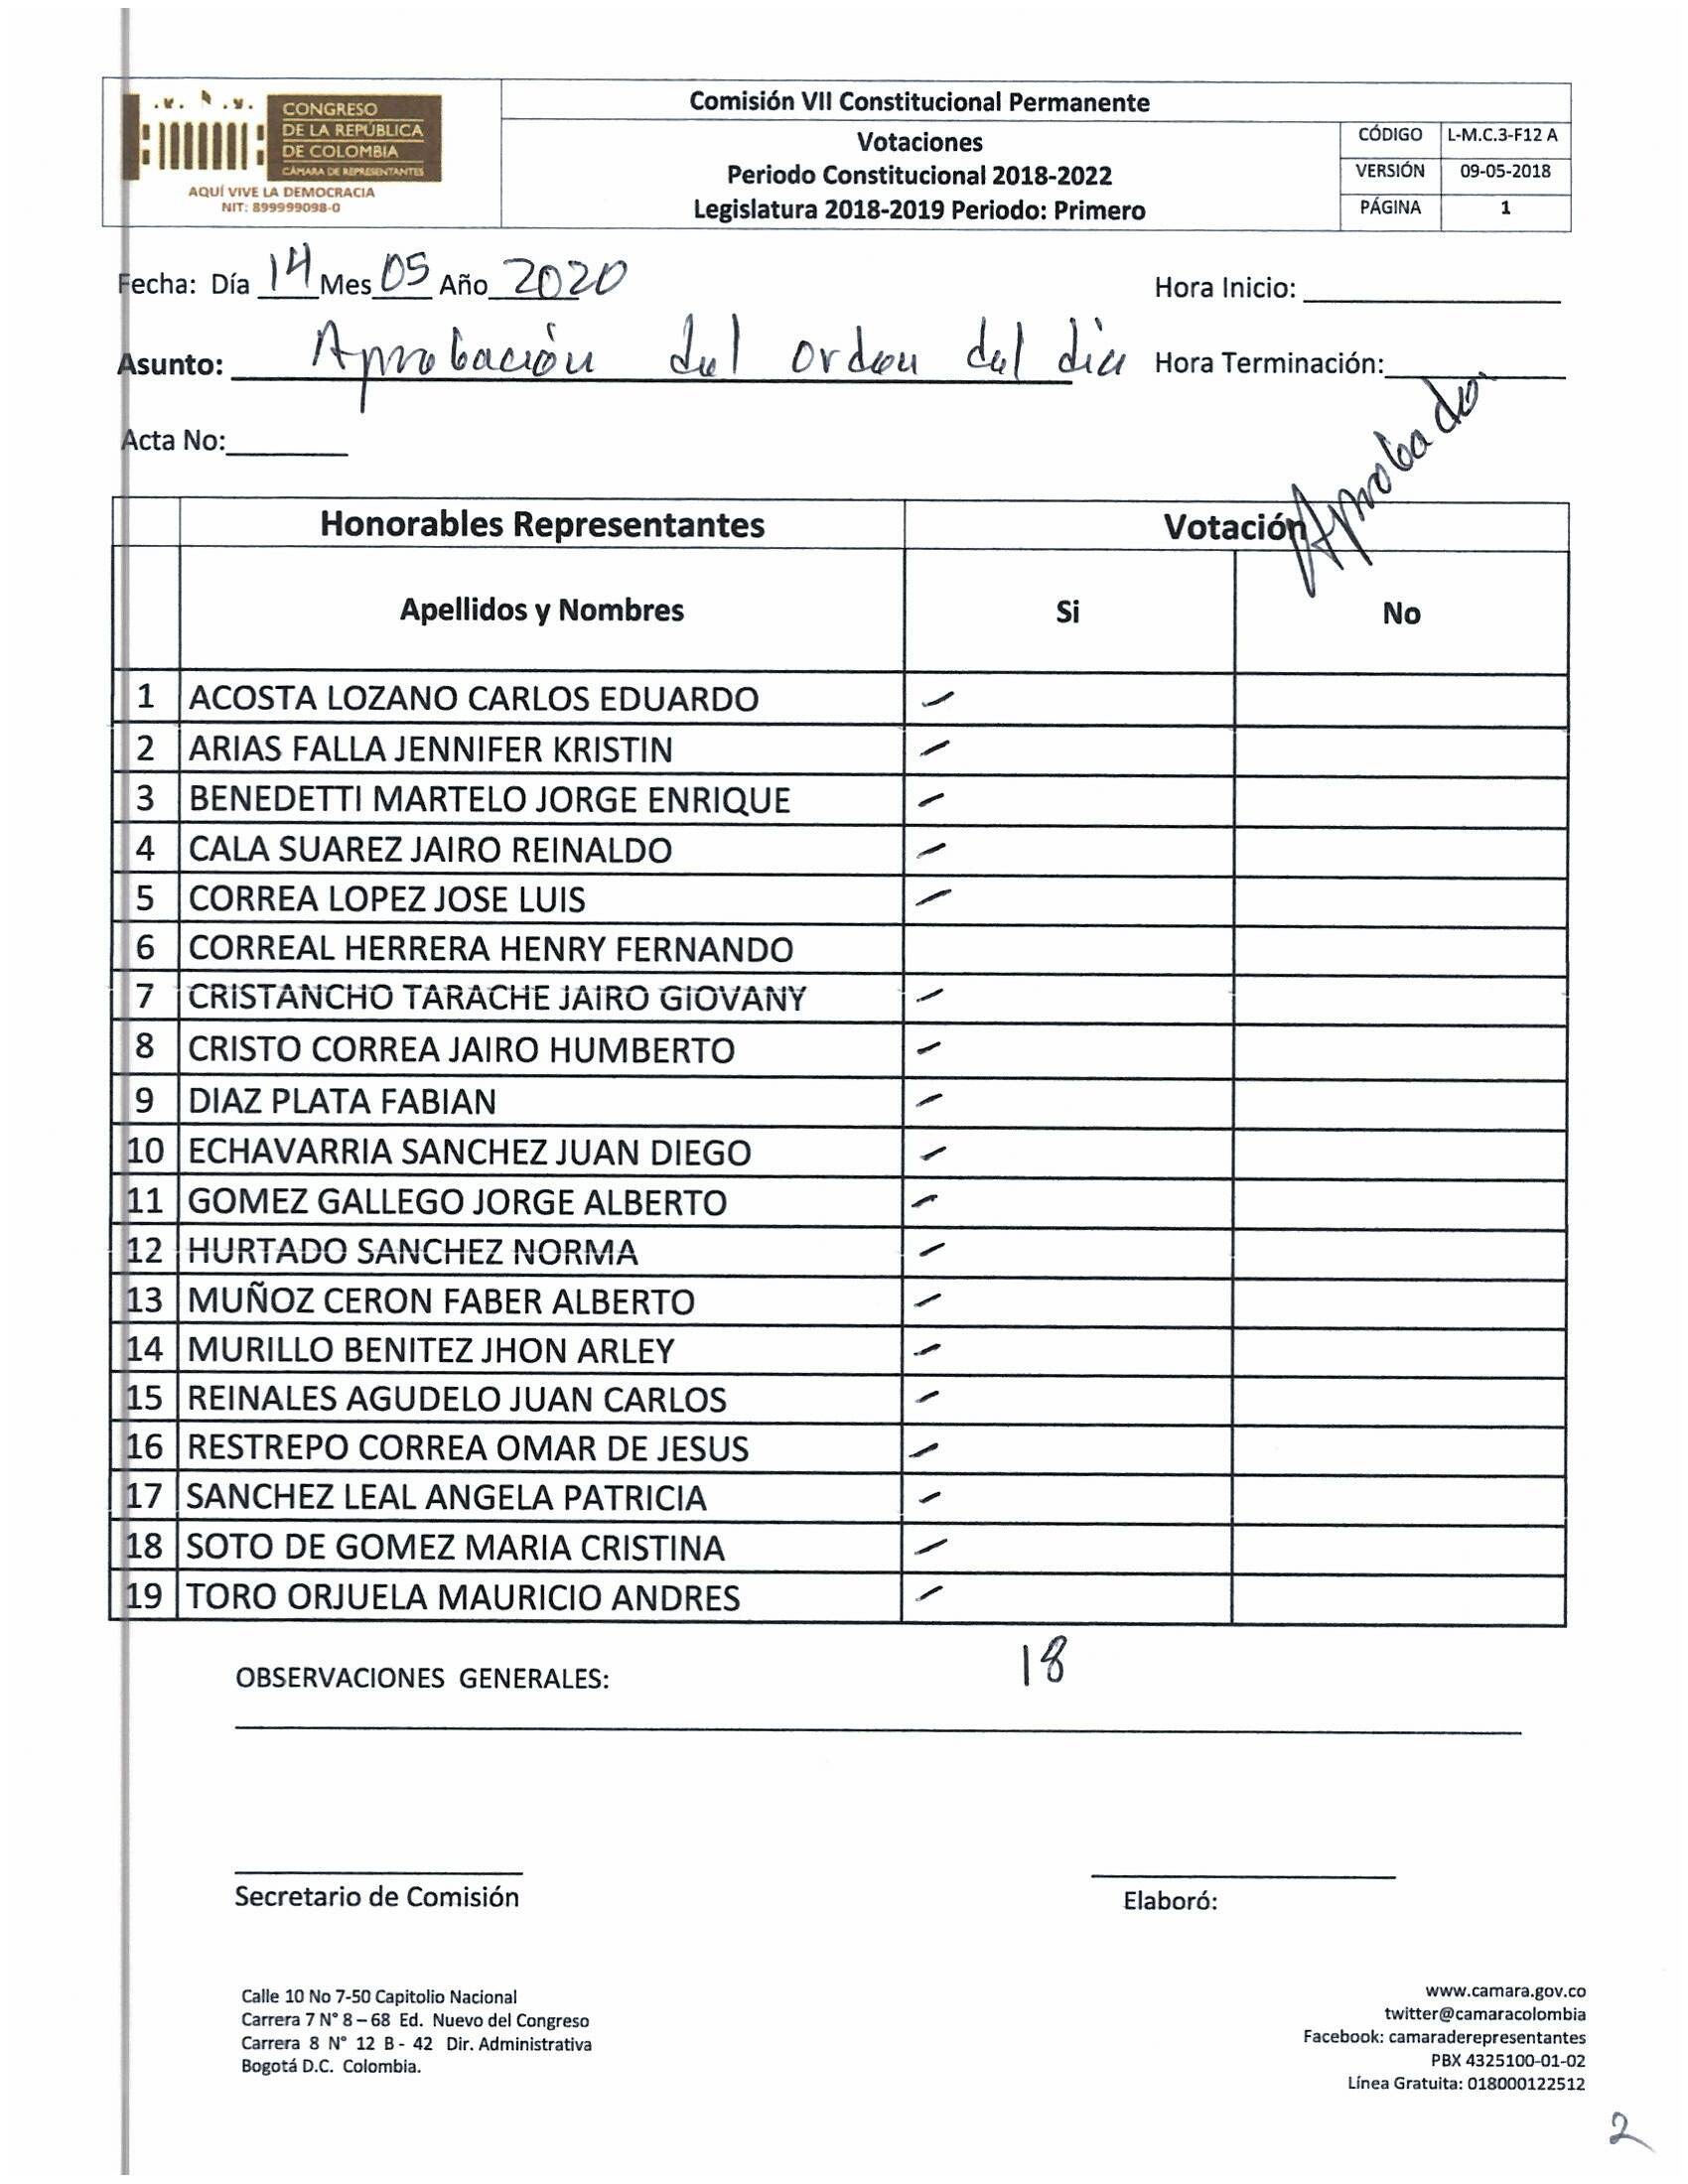 CONGRESO
DE LA REPÚBLICA
DE COLOMBIA
CÁMARA DE REPRESENTANTES
AQUÍ VIVE LA DEMOCRACIA
NIT: 899999098-0
Comisión VII Constitucional Permanente
Votaciones
Periodo Constitucional 2018-2022
Legislatura 2018-2019 Periodo: Primero
CÓDIGO L-M.C.3-F12 A
VERSIÓN 09-05-2018
PÁGINA 1
Fecha: Día 14 Mes 05 Año 2020 Hora Inicio:
Asunto: Aprobación del orden del dia Hora Terminación:
Aprobado.
Acta No:
Honorables Representantes Votación
Apellidos y Nombres Si No
1 ACOSTA LOZANO CARLOS EDUARDO –
2 ARIAS FALLA JENNIFER KRISTIN –
3 BENEDETTI MARTELO JORGE ENRIQUE –
4 CALA SUAREZ JAIRO REINALDO –
5 CORREA LOPEZ JOSE LUIS –
6 CORREAL HERRERA HENRY FERNANDO
7 CRISTANCHO TARACHE JAIRO GIOVANY –
8 CRISTO CORREA JAIRO HUMBERTO –
9 DIAZ PLATA FABIAN –
10 ECHAVARRIA SANCHEZ JUAN DIEGO –
11 GOMEZ GALLEGO JORGE ALBERTO –
12 HURTADO SANCHEZ NORMA –
13 MUÑOZ CERON FABER ALBERTO –
14 MURILLO BENITEZ JHON ARLEY –
15 REINALES AGUDELO JUAN CARLOS –
16 RESTREPO CORREA OMAR DE JESUS –
17 SANCHEZ LEAL ANGELA PATRICIA –
18 SOTO DE GOMEZ MARIA CRISTINA –
19 TORO ORJUELA MAURICIO ANDRES –
OBSERVACIONES GENERALES: 18
Secretario de Comisión Elaboró:
Calle 10 No 7-50 Capitolio Nacional
Carrera 7 N° 8 – 68 Ed. Nuevo del Congreso
Carrera 8 N° 12 B - 42 Dir. Administrativa
Bogotá D.C. Colombia.
www.camara.gov.co
twitter@camaracolombia
Facebook: camaraderepresentantes
PBX 4325100-01-02
Línea Gratuita: 018000122512
2